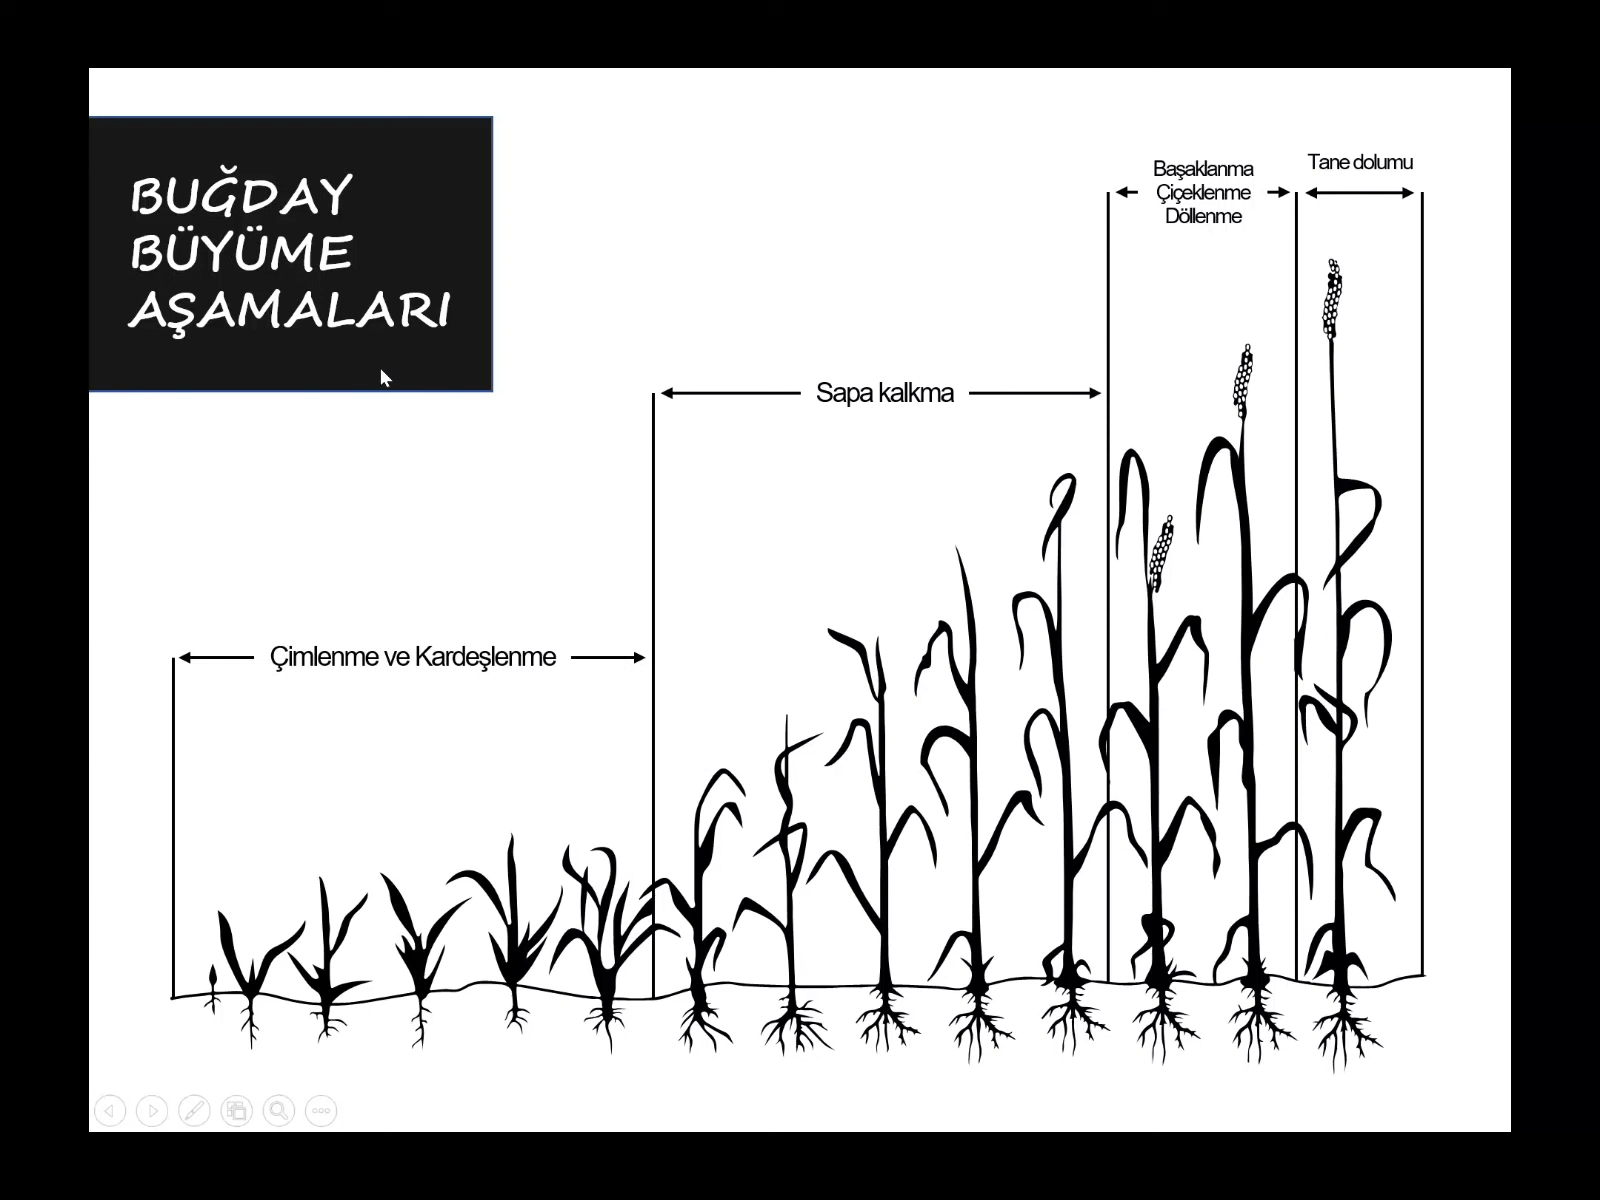 BUĞDAY
BÜYÜME
AŞAMALARI
Başaklanma
Çiçeklenme
Döllenme
Tane dolumu
Sapa kalkma
Çimlenme ve Kardeşlenme